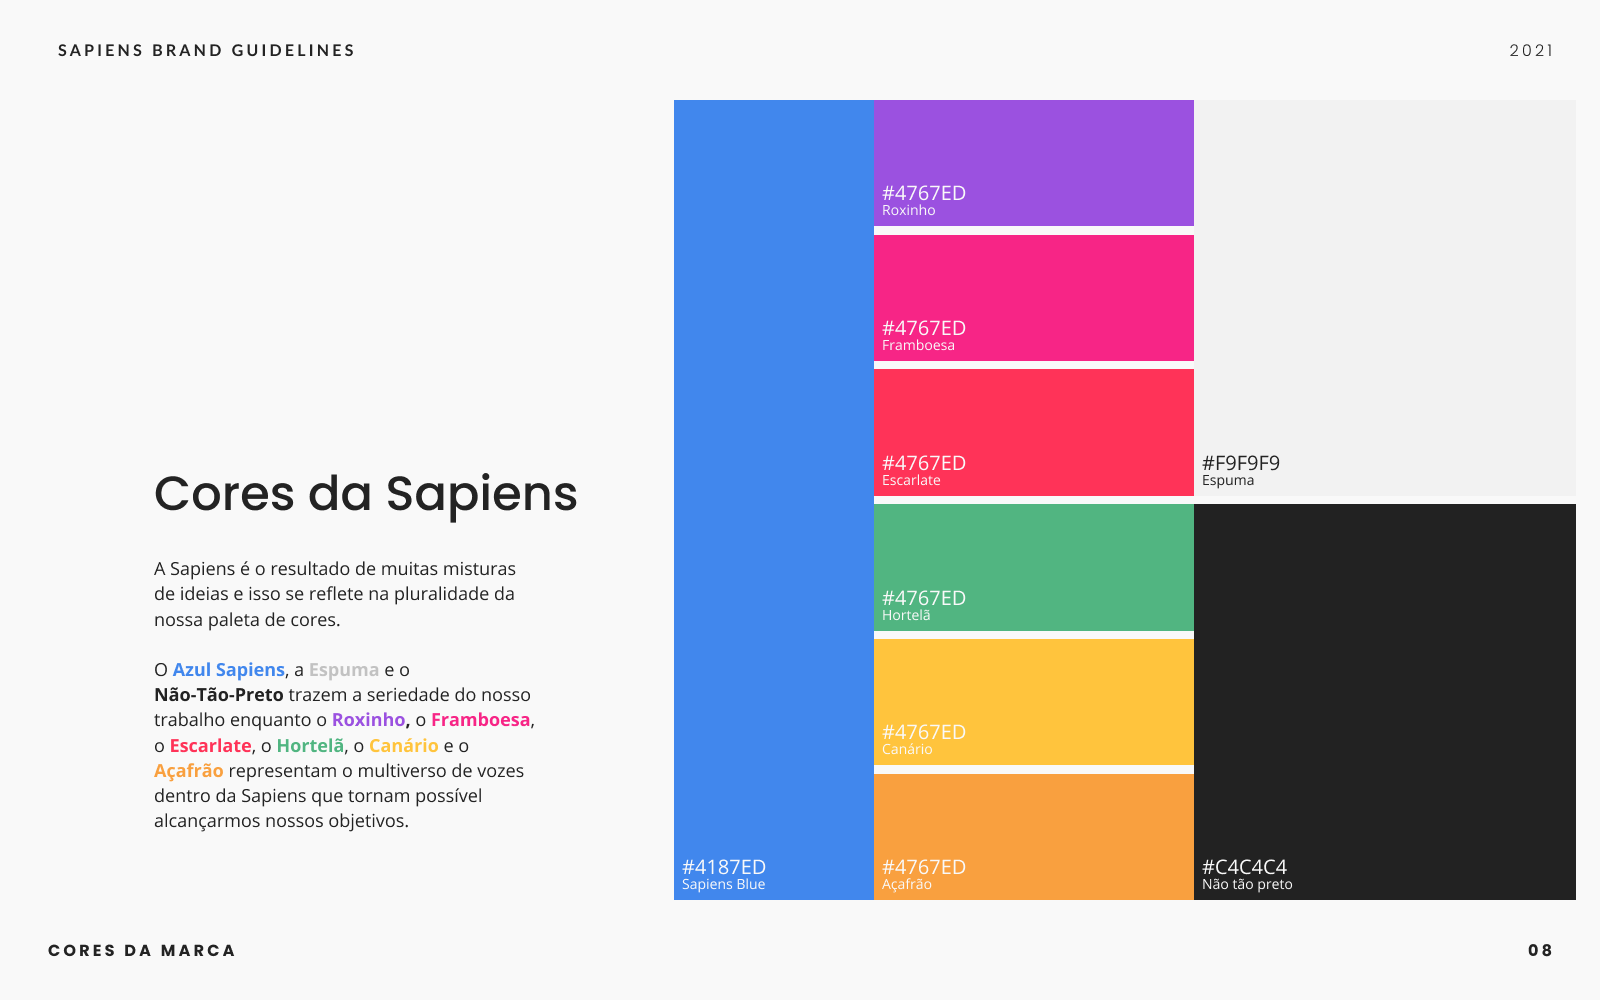 SAPIENS BRAND GUIDELINES
2021
Cores da Sapiens
A Sapiens é o resultado de muitas misturas
de ideias e isso se reflete na pluralidade da
nossa paleta de cores.
O Azul Sapiens, a Espuma e o
Não-Tão-Preto trazem a seriedade do nosso
trabalho enquanto o Roxinho, o Framboesa,
o Escarlate, o Hortelã, o Canário e o
Açafrão representam o multiverso de vozes
dentro da Sapiens que tornam possível
alcançarmos nossos objetivos.
#4187ED
Sapiens Blue
#4767ED
Roxinho
#4767ED
Framboesa
#4767ED
Escarlate
#4767ED
Hortelã
#4767ED
Canário
#4767ED
Açafrão
#F9F9F9
Espuma
#C4C4C4
Não tão preto
CORES DA MARCA
08